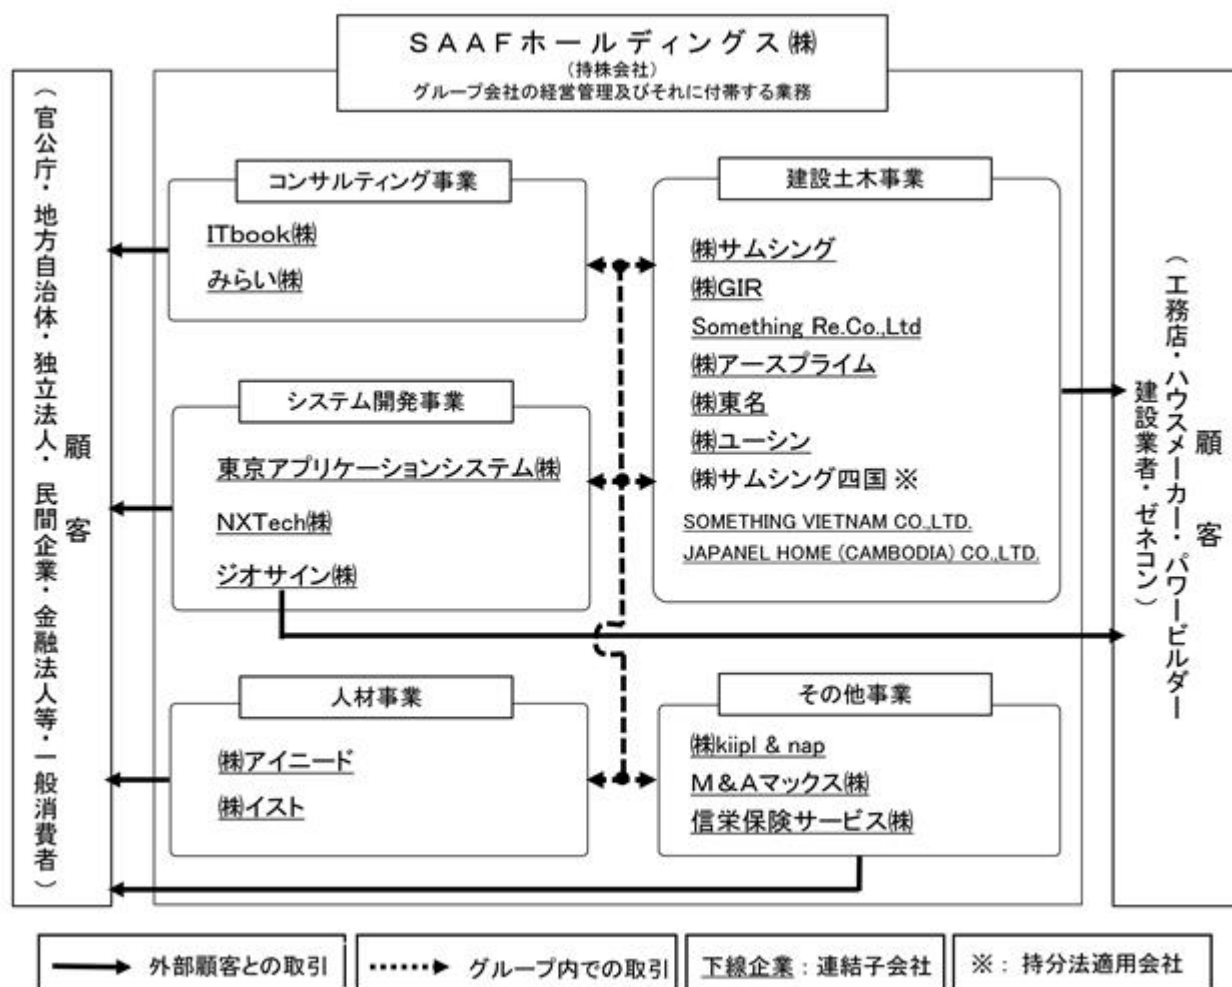 SAAFホールディングス㈱
（持株会社）
グループ会社の経営管理及びそれに付帯する業務
顧客
（官公庁・地方自治体・独立法人・民間企業・金融法人等・一般消費者）
コンサルティング事業
ITbook㈱
みらい㈱
システム開発事業
東京アプリケーションシステム㈱
NXTech㈱
ジオサイン㈱
人材事業
㈱アイニード
㈱イスト
建設土木事業
㈱サムシング
㈱GIR
Something Re.Co.,Ltd
㈱アースプライム
㈱東名
㈱ユーシン
㈱サムシング四国 ※
SOMETHING VIETNAM CO.,LTD.
JAPANEL HOME (CAMBODIA) CO.,LTD.
その他事業
㈱kiipl & nap
M&Aマックス㈱
信栄保険サービス㈱
顧客
（工務店・ハウスメーカー・パワービルダー
建設業者・ゼネコン）
外部顧客との取引
グループ内での取引
下線企業：連結子会社
※：持分法適用会社